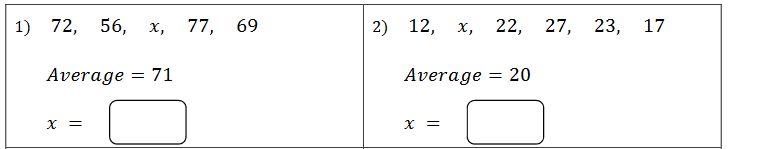 1) 72, 56, x, 77, 69
Average = 71
x =
2) 12, x, 22, 27, 23, 17
Average = 20
x =